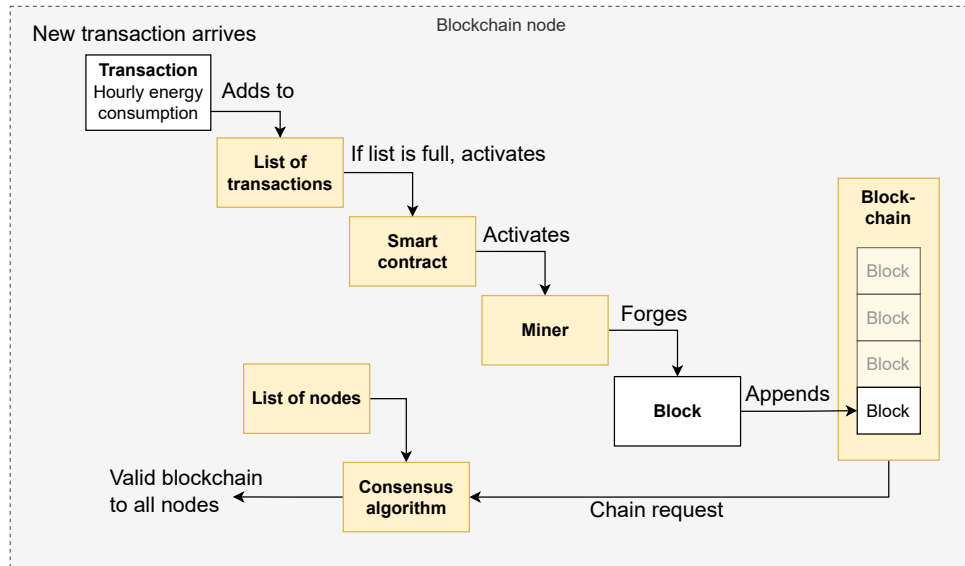 Blockchain node
New transaction arrives
Transaction
Hourly energy
consumption
Adds to
List of
transactions
If list is full, activates
Smart
contract
Activates
Miner
Forges
Block
Appends
Block-
chain
Block
Block
Block
Block
List of nodes
Consensus
algorithm
Chain request
Valid blockchain
to all nodes